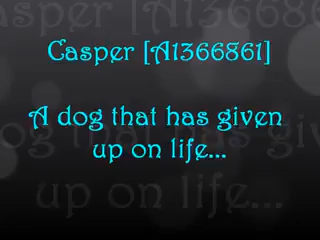 Casper [A1366861]
A dog that has given
up on life...